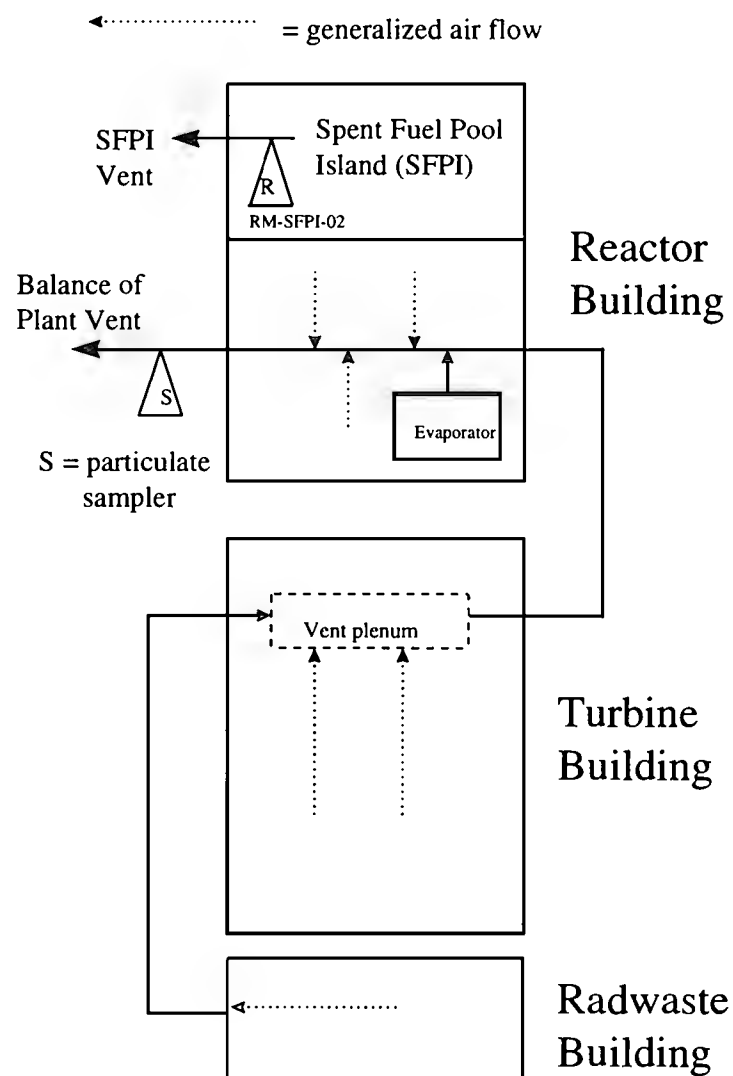 = generalized air flow
SFPI
Vent
Spent Fuel Pool
Island (SFPI)
R
RM-SFPI-02
Reactor
Building
Balance of
Plant Vent
S
Evaporator
S = particulate
sampler
Vent plenum
Turbine
Building
Radwaste
Building